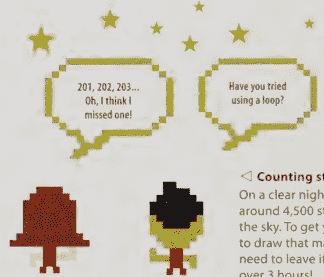 201, 202, 203...
Oh, I think I
missed one!
Have you tried
using a loop?
◁ Counting st
On a clear nigh
around 4,500 st
the sky. To get y
to draw that ma
need to leave i
over 3 hours!